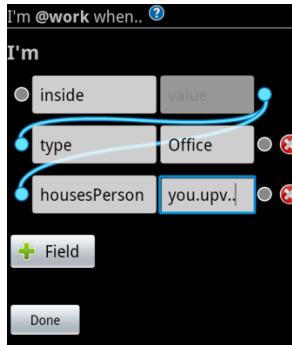 I'm @work when.. ?
I'm
inside value
type Office
housesPerson you.upv..
Field
Done